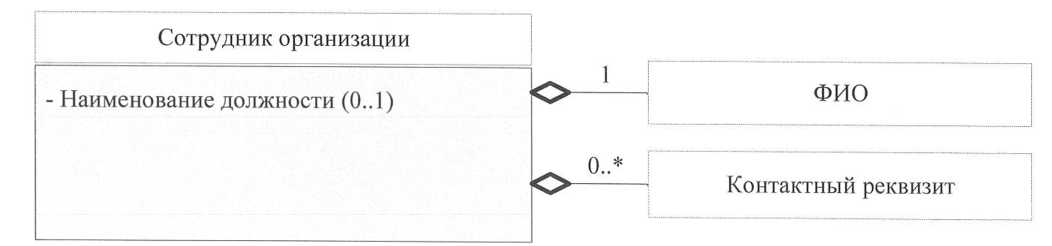 Сотрудник организации
- Наименование должности (0..1)
1
ФИО
0..*
Контактный реквизит